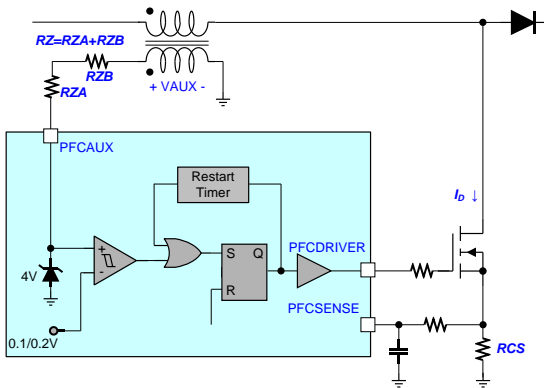 RZ=RZA+RZB
RZB
RZA
+ VAUX -
PFCAUX
Restart
Timer
ID ↓
PFCDRIVER
S Q
+
-
4V
R
PFCSENSE
0.1/0.2V
RCS